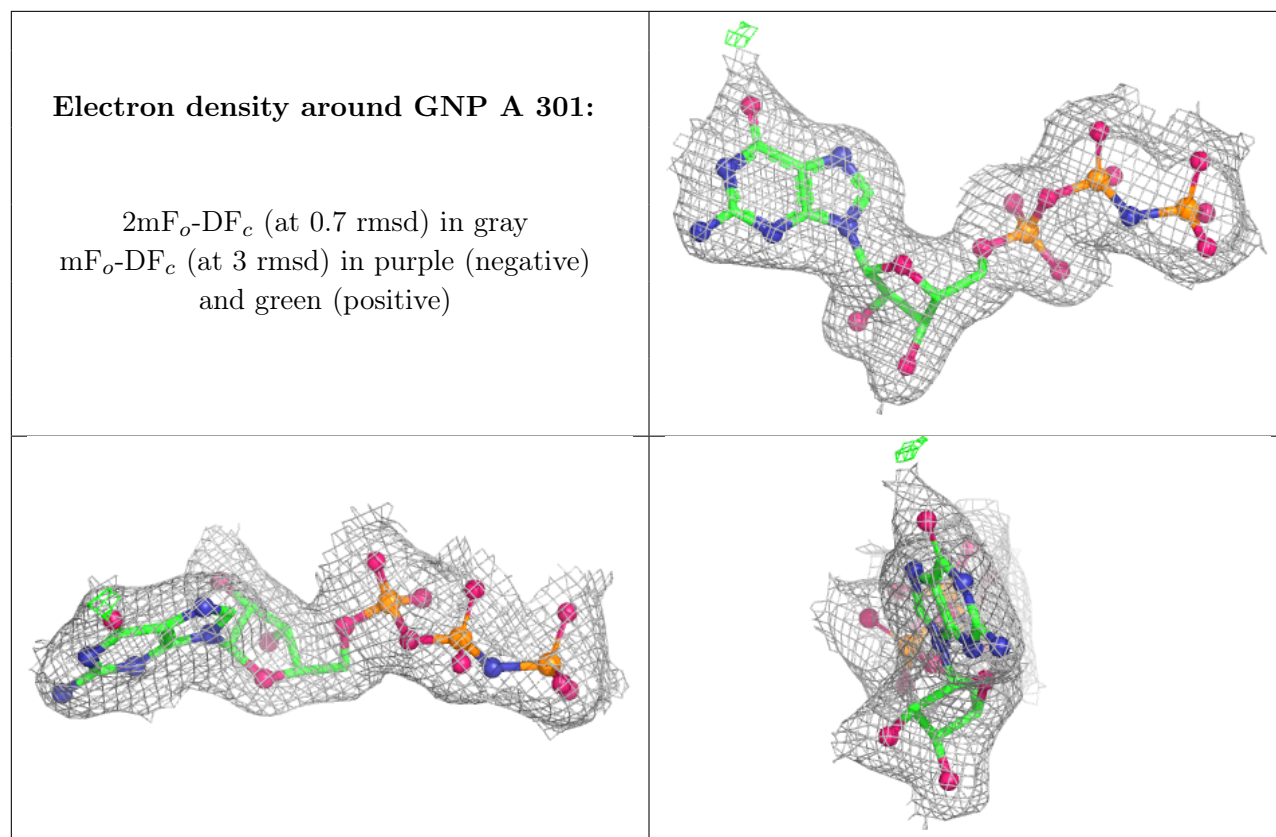 Electron density around GNP A 301:
2mFₒ-DF𝒸 (at 0.7 rmsd) in gray
mFₒ-DF𝒸 (at 3 rmsd) in purple (negative)
and green (positive)